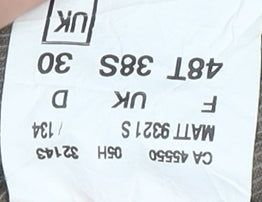 CA 45550 05H 32143
MATT 9321 S / 134
F UK D
48T 38S 30
UK